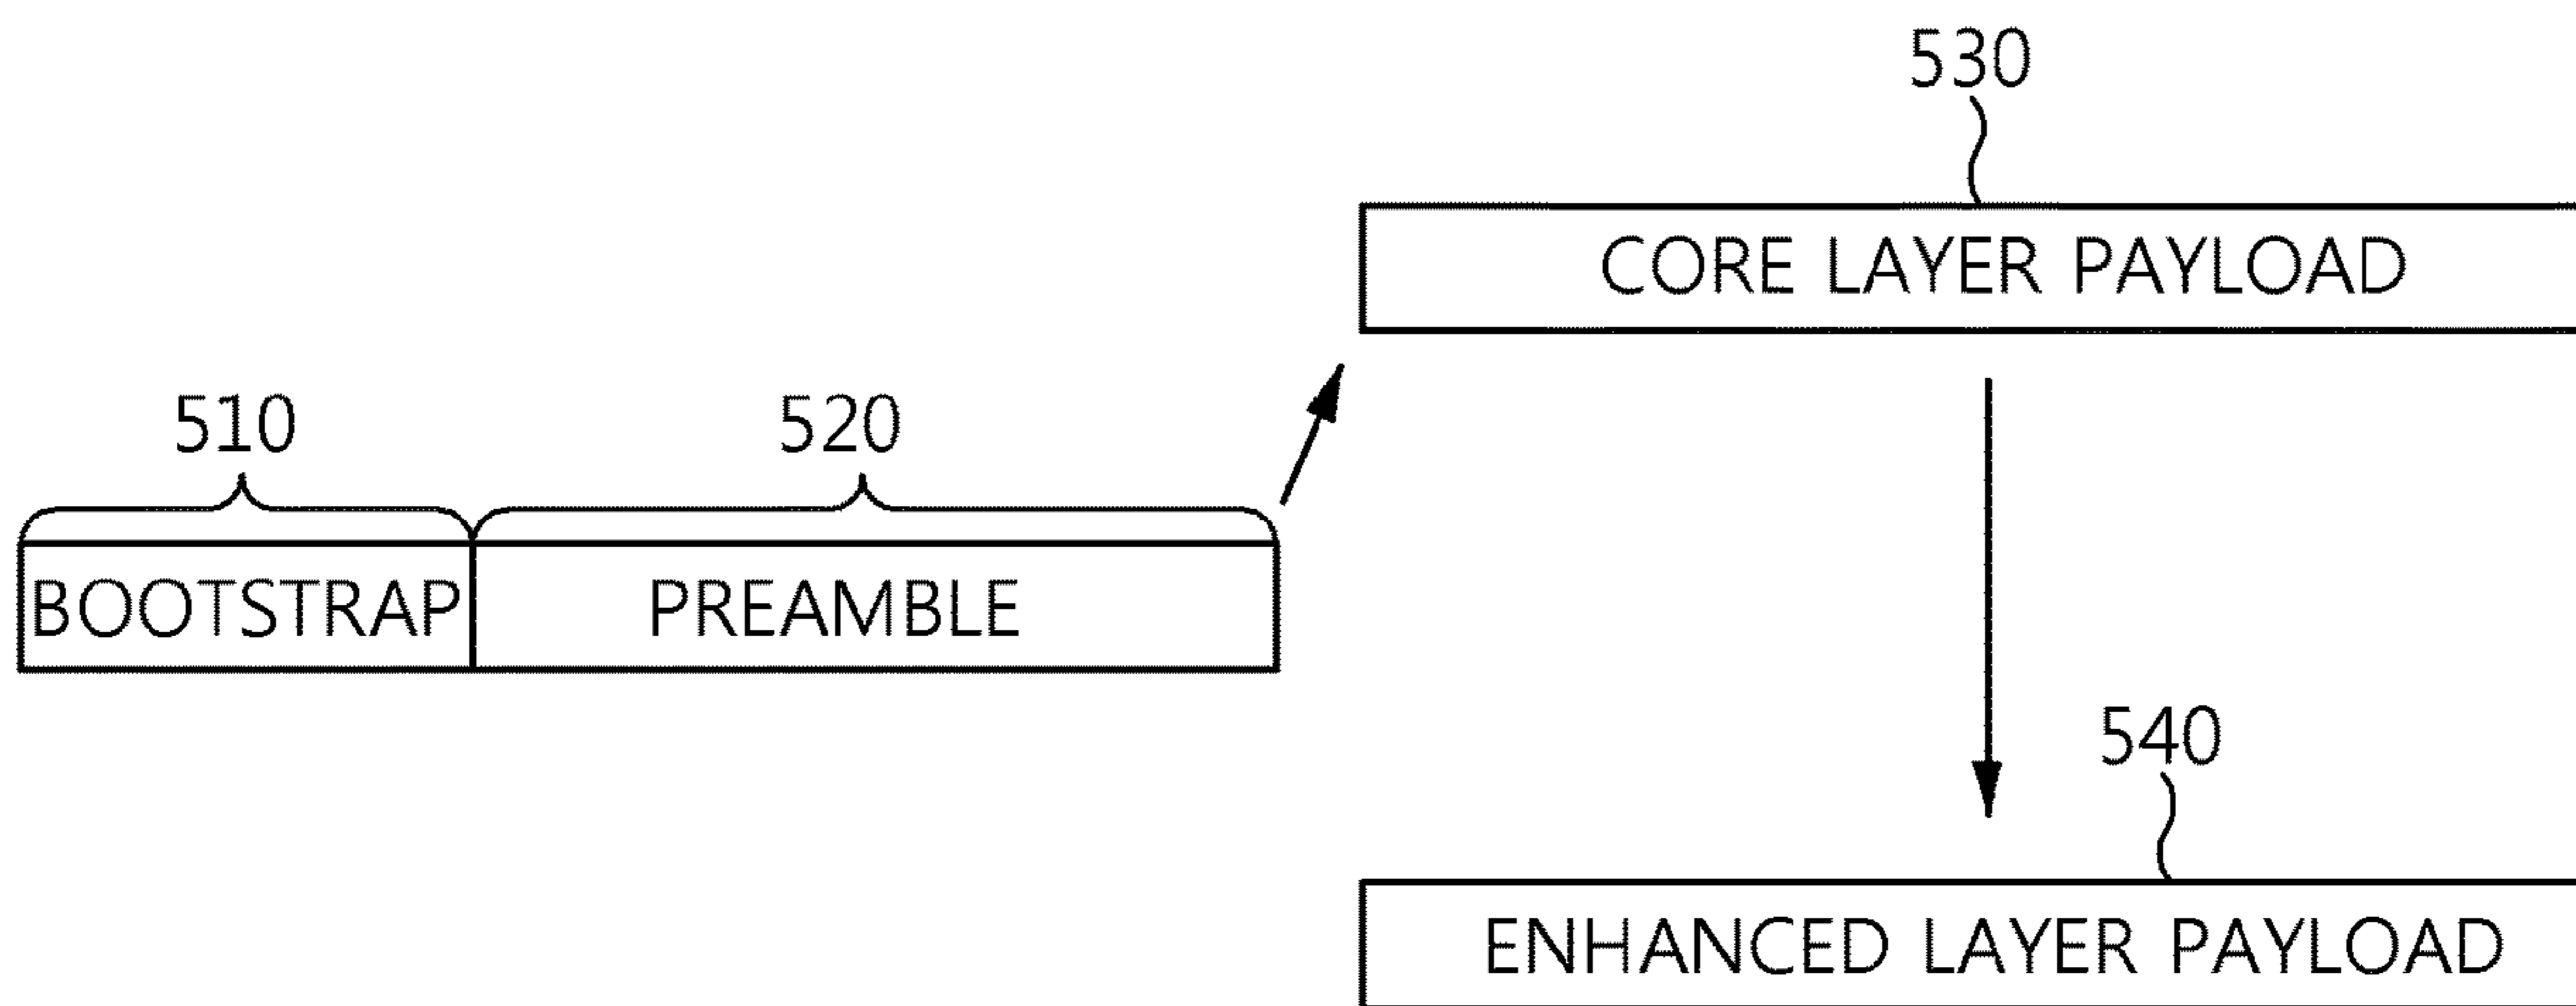 530
CORE LAYER PAYLOAD
510 520
BOOTSTRAP PREAMBLE
540
ENHANCED LAYER PAYLOAD